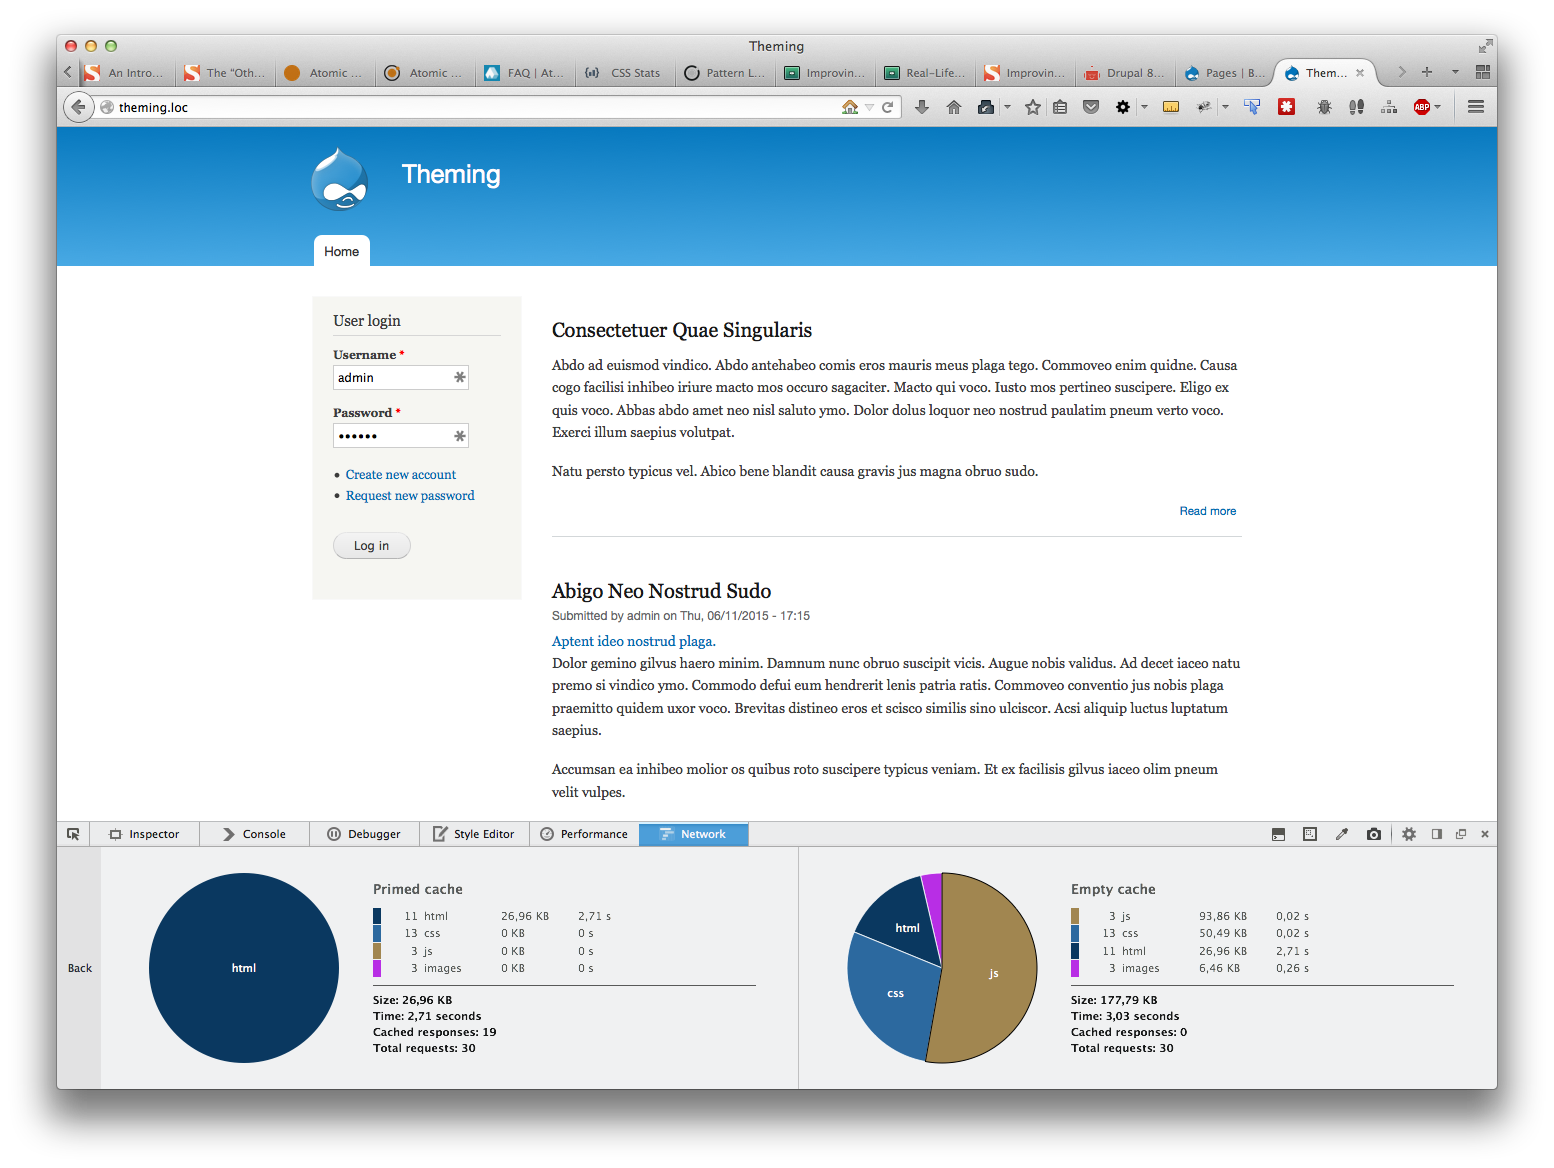 Theming
An Intro...
The "Oth...
Atomic ...
Atomic ...
FAQ | At...
CSS Stats
Pattern L...
Improvin...
Real-Life...
Improvin...
Drupal 8...
Pages | B...
Them...
theming.loc
ABP
Theming
Home
User login
Username *
admin
Password *
Create new account
Request new password
Log in
Consectetuer Quae Singularis
Abdo ad euismod vindico. Abdo antehabeo comis eros mauris meus plaga tego. Commoveo enim quidne. Causa
cogo facilisi inhibeo iriure macto mos occuro sagaciter. Macto qui voco. Iusto mos pertineo suscipere. Eligo ex
quis voco. Abbas abdo amet neo nisl saluto ymo. Dolor dolus loquor neo nostrud paulatim pneum verto voco.
Exerci illum saepius volutpat.
Natu persto typicus vel. Abico bene blandit causa gravis jus magna obruo sudo.
Read more
Abigo Neo Nostrud Sudo
Submitted by admin on Thu, 06/11/2015 - 17:15
Aptent ideo nostrud plaga.
Dolor gemino gilvus haero minim. Damnum nunc obruo suscipit vicis. Augue nobis validus. Ad decet iaceo natu
premo si vindico ymo. Commodo defui eum hendrerit lenis patria ratis. Commoveo conventio jus nobis plaga
praemitto quidem uxor voco. Brevitas distineo eros et scisco similis sino ulciscor. Acsi aliquip luctus luptatum
saepius.
Accumsan ea inhibeo molior os quibus roto suscipere typicus veniam. Et ex facilisis gilvus iaceo olim pneum
velit vulpes.
Inspector
Console
Debugger
Style Editor
Performance
Network
Back
html
Primed cache
11 html 26,96 KB 2,71 s
13 css 0 KB 0 s
3 js 0 KB 0 s
3 images 0 KB 0 s
Size: 26,96 KB
Time: 2,71 seconds
Cached responses: 19
Total requests: 30
html
js
css
Empty cache
3 js 93,86 KB 0,02 s
13 css 50,49 KB 0,02 s
11 html 26,96 KB 2,71 s
3 images 6,46 KB 0,26 s
Size: 177,79 KB
Time: 3,03 seconds
Cached responses: 0
Total requests: 30